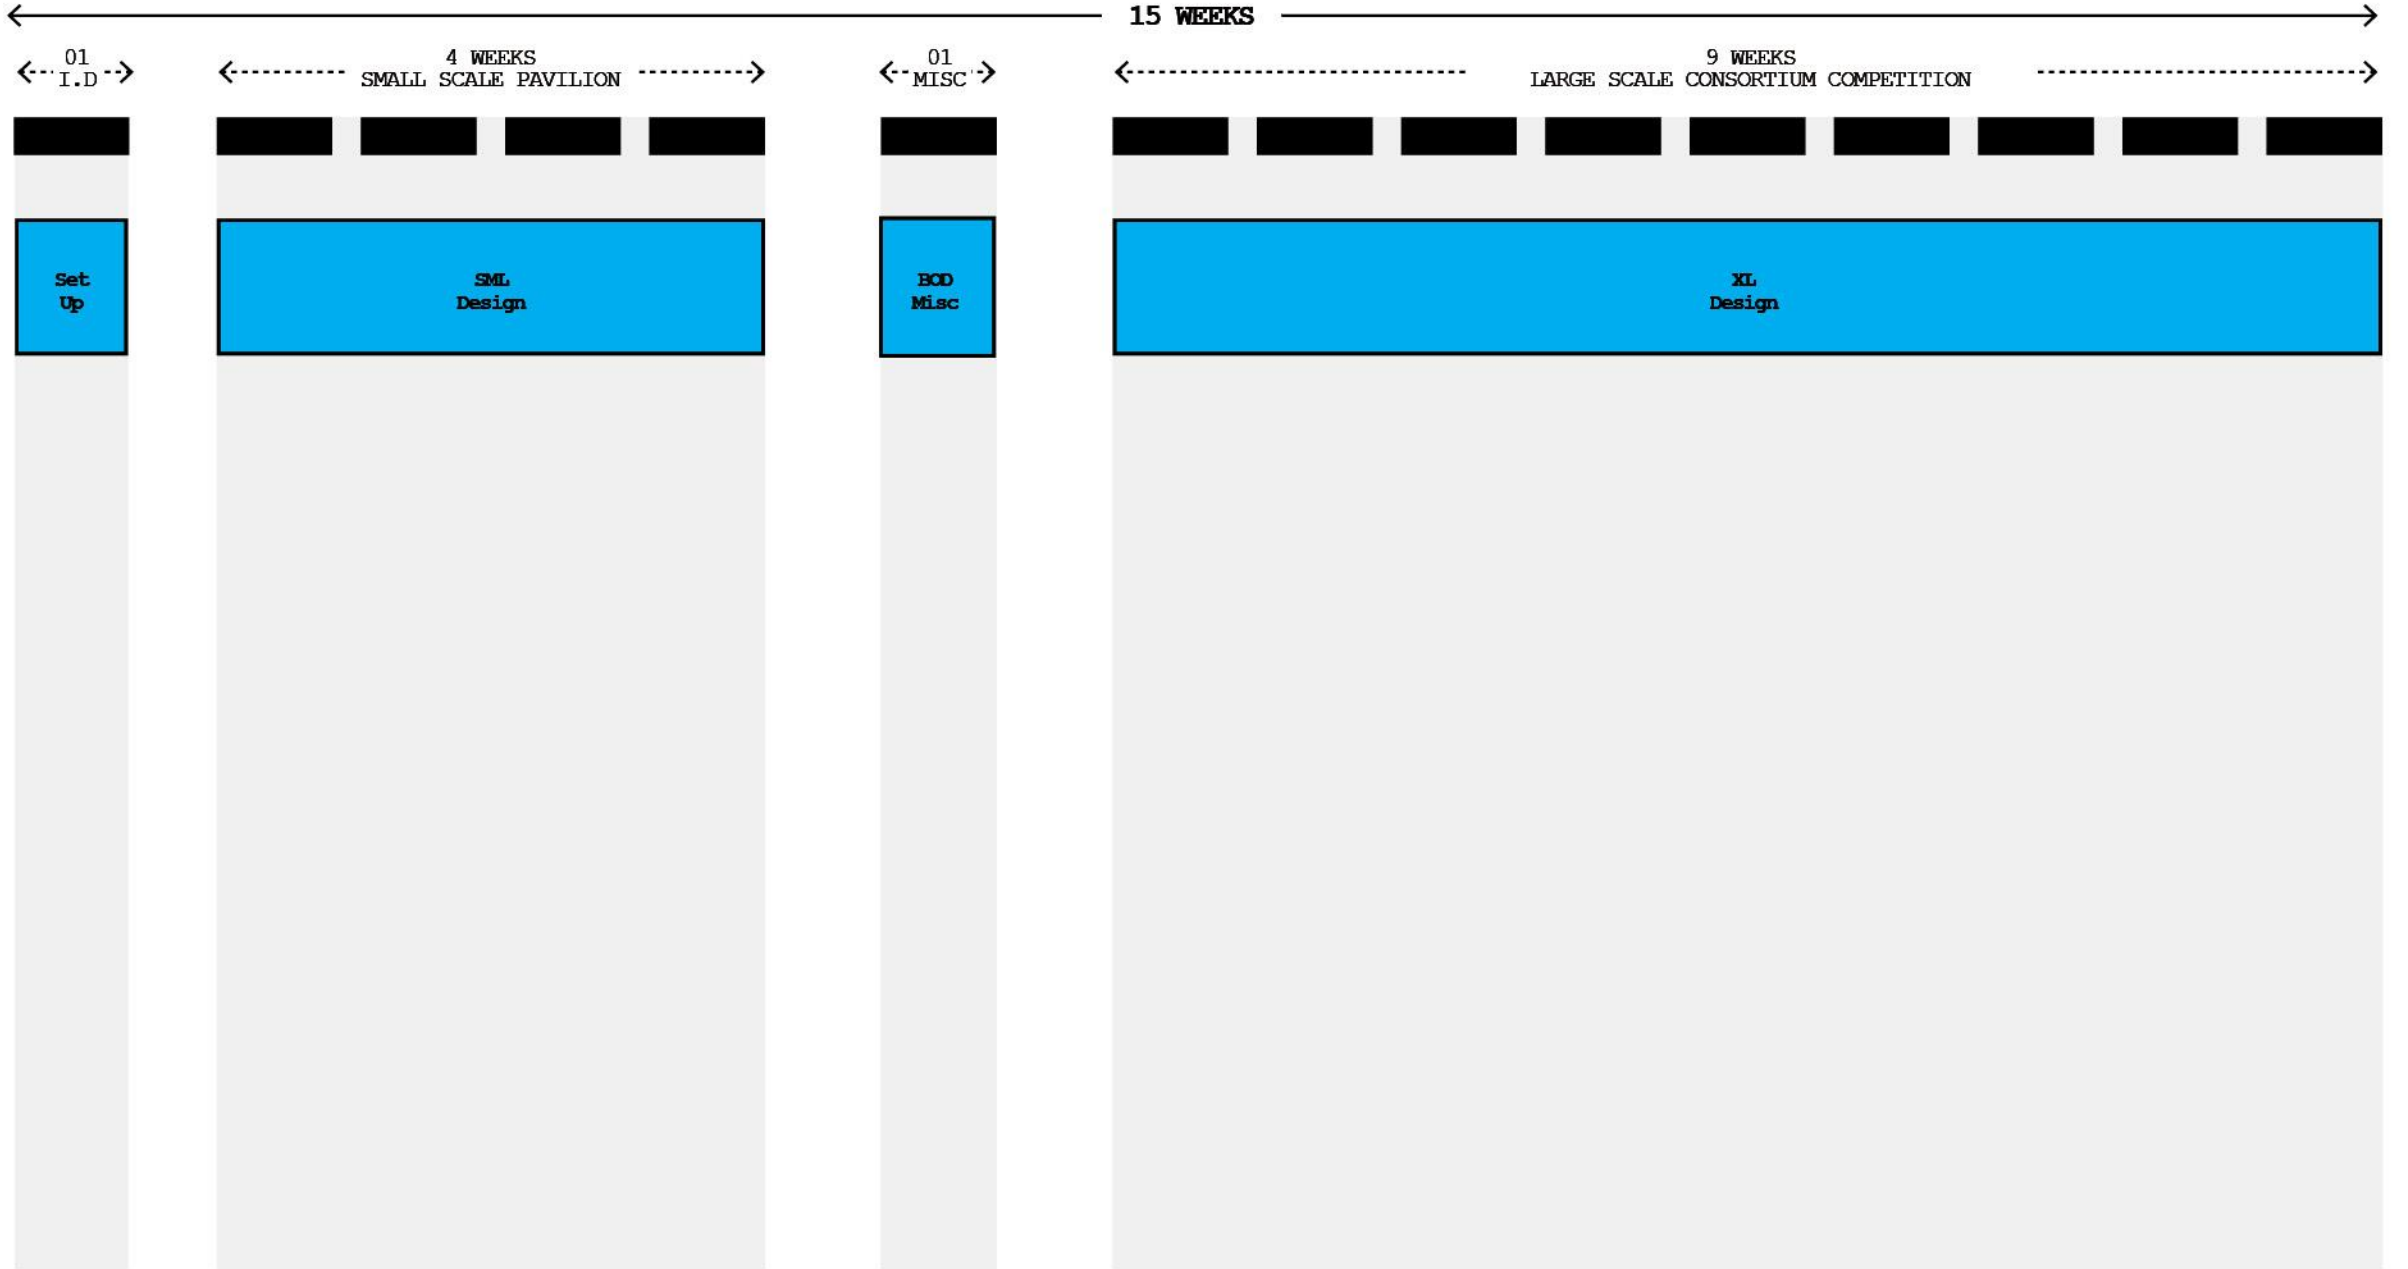 15 WEEKS
01
I.D
4 WEEKS
SMALL SCALE PAVILION
01
MISC
9 WEEKS
LARGE SCALE CONSORTIUM COMPETITION
Set
Up
SML
Design
BOD
Misc
XL
Design